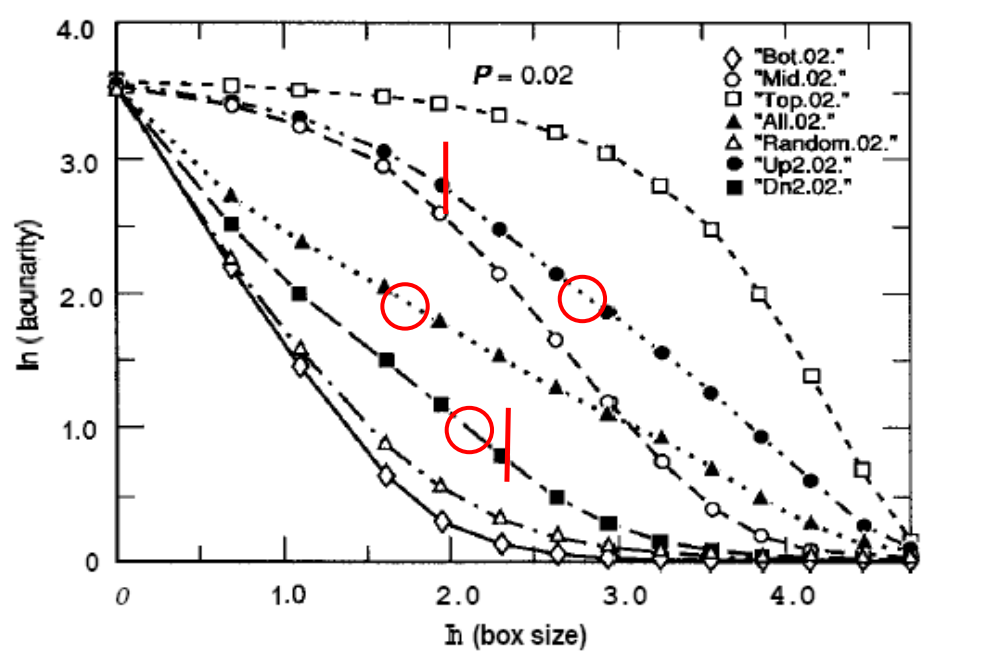 4.0
P = 0.02
"Bot.02."
"Mid.02."
"Top.02."
"All.02."
"Random.02."
"Up2.02."
"Dn2.02."
3.0
2.0
1.0
0
0
1.0
2.0
3.0
4.0
ln (lacunarity)
ln (box size)